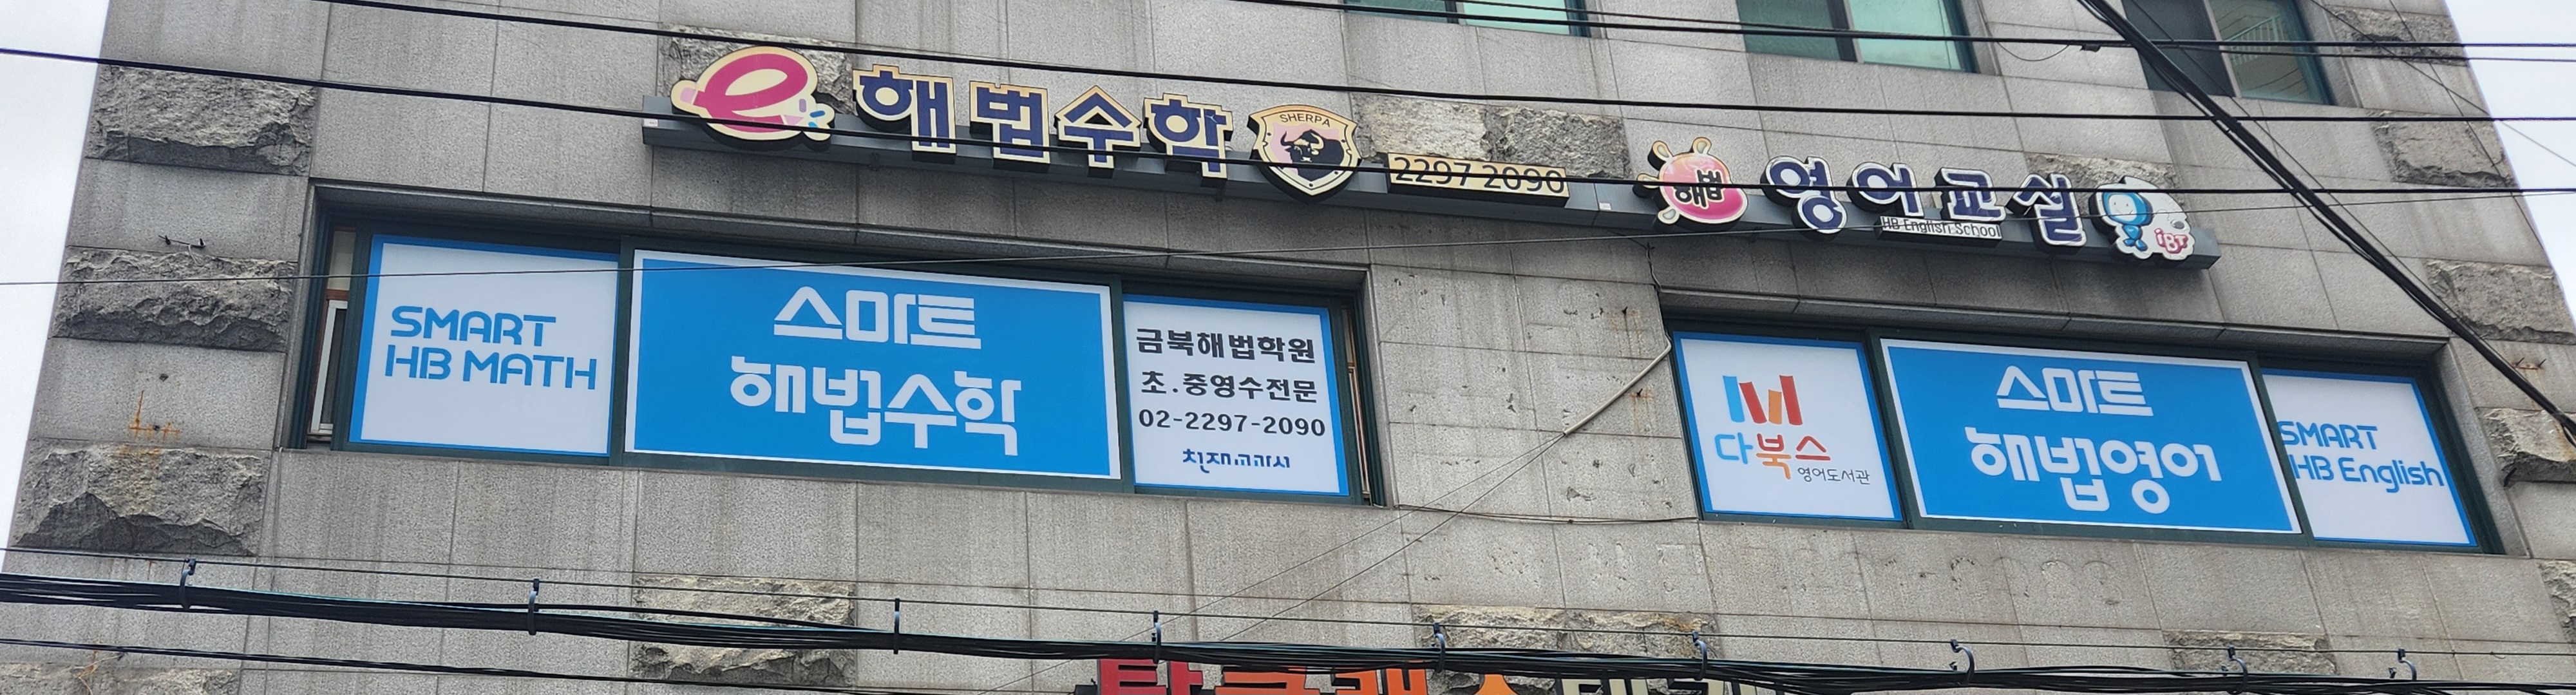 e 해법수학 SHERPA 2297 2090
해법 영어교실 iBT
HB English School
SMART
HB MATH
스마트
해법수학
금북해법학원
초.중영수전문
02-2297-2090
천재교과서
다북스
영어도서관
스마트
해법영어
SMART
HB English